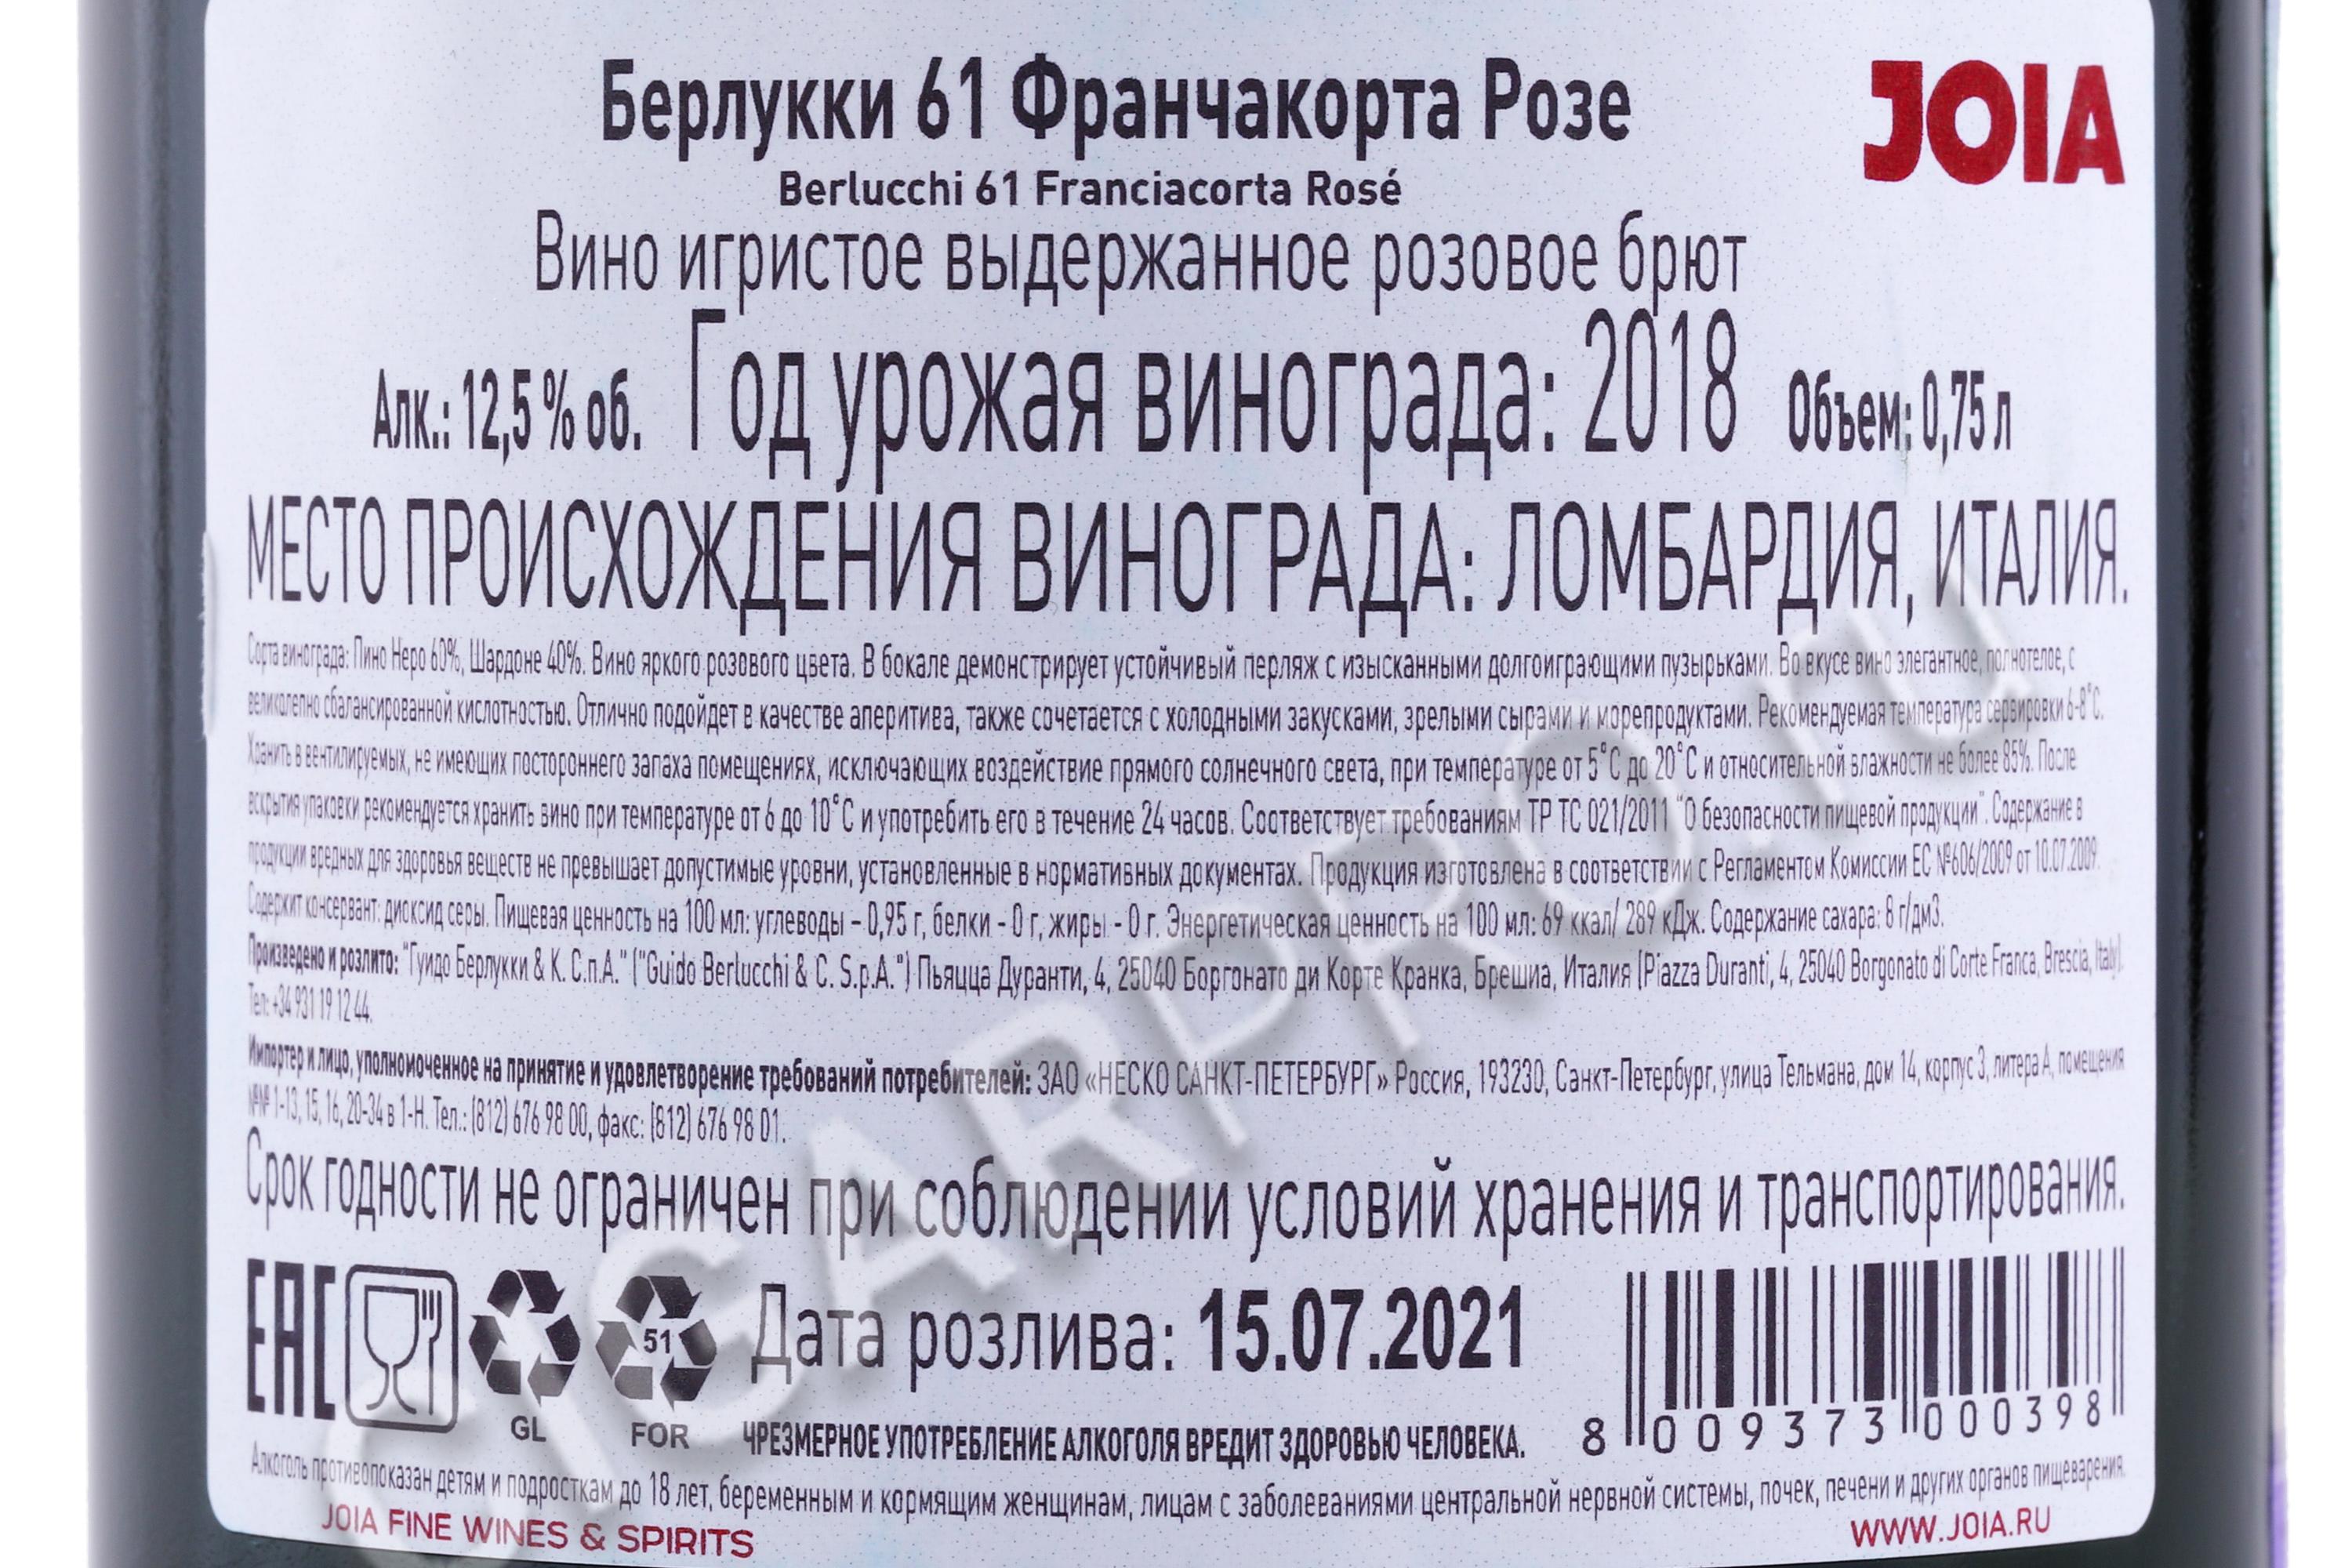 Берлукки 61 Франчакорта Розе
JOIA
Berlucchi 61 Franciacorta Rosé
Вино игристое выдержанное розовое брют
Алк.: 12,5 % об. Год урожая винограда: 2018 Объем: 0,75 л
МЕСТО ПРОИСХОЖДЕНИЯ ВИНОГРАДА: ЛОМБАРДИЯ, ИТАЛИЯ.
Сорта винограда: Пино Неро 60%, Шардоне 40%. Вино яркого розового цвета. В бокале демонстрирует устойчивый перляж с изысканными долгоиграющими пузырьками. Во вкусе вино элегантное, полнотелое, с
великолепно сбалансированной кислотностью. Отлично подойдет в качестве аперитива, также сочетается с холодными закусками, зрелыми сырами и морепродуктами. Рекомендуемая температура сервировки 6-8°С.
Хранить в вентилируемых, не имеющих постороннего запаха помещениях, исключающих воздействие прямого солнечного света, при температуре от 5°С до 20°С и относительной влажности не более 85%. После
вскрытия упаковки рекомендуется хранить вино при температуре от 6 до 10°С и употребить его в течение 24 часов. Соответствует требованиям ТР ТС 021/2011 "О безопасности пищевой продукции". Содержание в
продукции вредных для здоровья веществ не превышает допустимые уровни, установленные в нормативных документах. Продукция изготовлена в соответствии с Регламентом Комиссии ЕС №606/2009 от 10.07.2009.
Содержит консервант: диоксид серы. Пищевая ценность на 100 мл: углеводы – 0,95 г, белки - 0 г, жиры - 0 г. Энергетическая ценность на 100 мл: 69 ккал/ 289 кДж. Содержание сахара: 8 г/дм3.
Произведено и розлито: "Гуидо Берлукки & К. С.п.А." ("Guido Berlucchi & C. S.p.A.") Пьяцца Дуранти, 4, 25040 Боргонато ди Корте Кранка, Брешиа, Италия (Piazza Duranti, 4, 25040 Borgonato di Corte Franca, Brescia, Italy).
Тел: +34 931 19 12 44.
Импортер и лицо, уполномоченное на принятие и удовлетворение требований потребителей: ЗАО «НЕСКО САНКТ-ПЕТЕРБУРГ» Россия, 193230, Санкт-Петербург, улица Тельмана, дом 14, корпус 3, литера А, помещения
№№ 1-13, 15, 16, 20-34 в 1-Н. Тел.: (812) 676 98 00, факс: (812) 676 98 01.
Срок годности не ограничен при соблюдении условий хранения и транспортирования.
EAC
GL
51
FOR
Дата розлива: 15.07.2021
ЧРЕЗМЕРНОЕ УПОТРЕБЛЕНИЕ АЛКОГОЛЯ ВРЕДИТ ЗДОРОВЬЮ ЧЕЛОВЕКА.
8 009373 000398
Алкоголь противопоказан детям и подросткам до 18 лет, беременным и кормящим женщинам, лицам с заболеваниями центральной нервной системы, почек, печени и других органов пищеварения.
JOIA FINE WINES & SPIRITS
WWW.JOIA.RU
CIGARPRO.ru